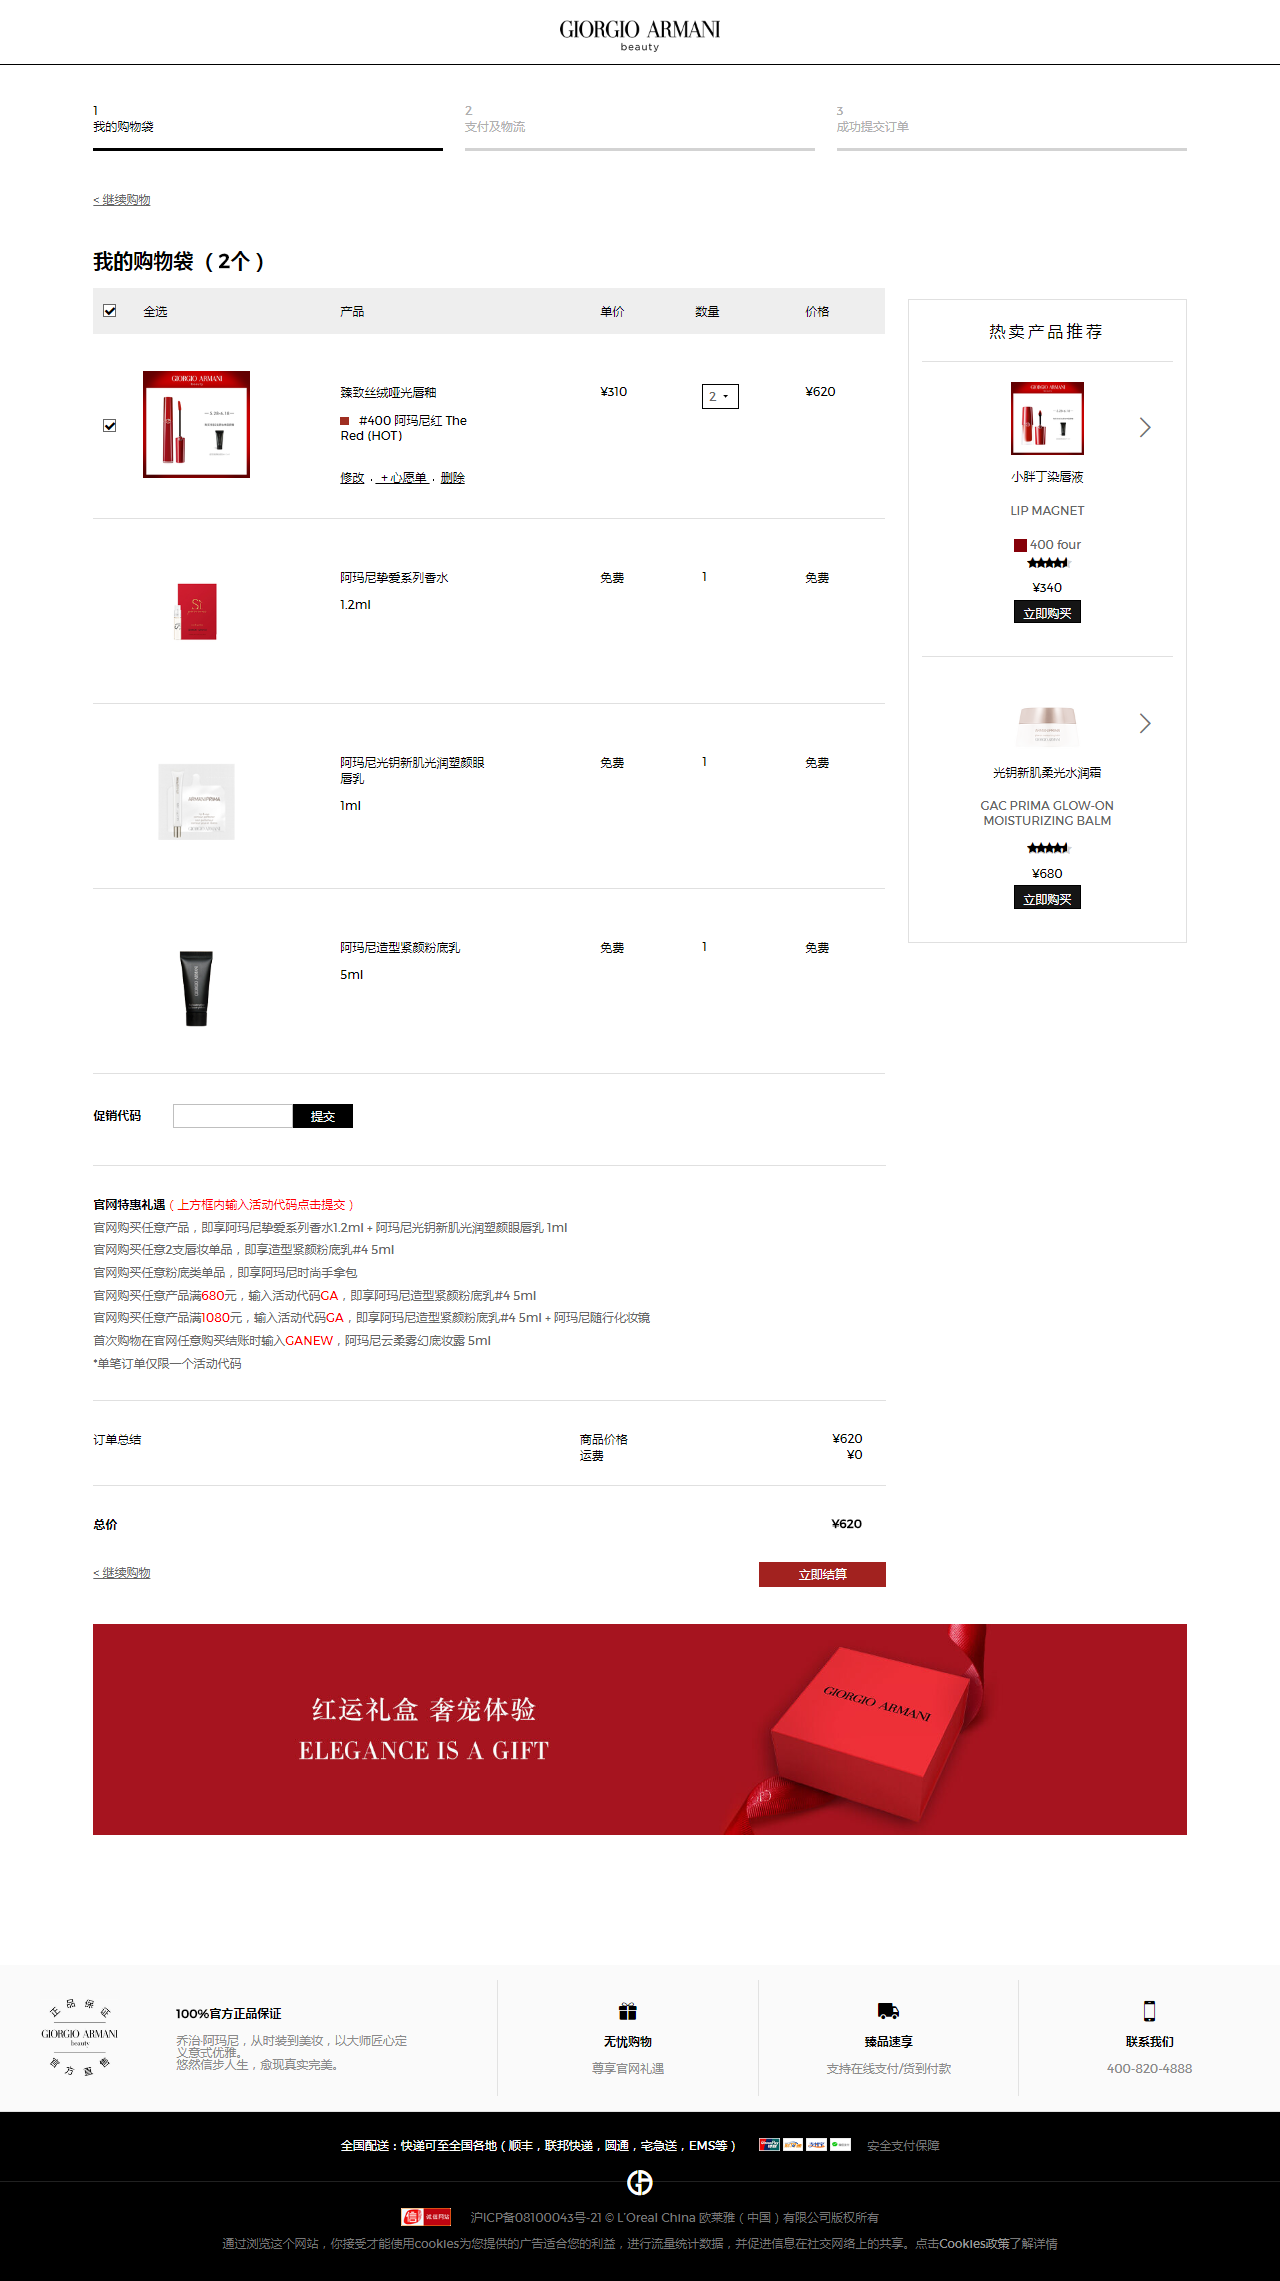 GIORGIO ARMANI
beauty
1
我的购物袋
2
支付及物流
3
成功提交订单
< 继续购物
我的购物袋（2个）
全选 产品 单价 数量 价格
GIORGIO ARMANI
臻致丝绒哑光唇釉 ¥310 2 ¥620
#400 阿玛尼红 The
Red (HOT)
修改 . +心愿单 . 删除
Sì
阿玛尼挚爱系列香水 免费 1 免费
1.2ml
阿玛尼光钥新肌光润塑颜眼
唇乳
免费 1 免费
1ml
阿玛尼造型紧颜粉底乳 免费 1 免费
5ml
热卖产品推荐
小胖丁染唇液
LIP MAGNET
400 four
¥340
立即购买
光钥新肌柔光水润霜
GAC PRIMA GLOW-ON
MOISTURIZING BALM
¥680
立即购买
促销代码 提交
官网特惠礼遇（上方框内输入活动代码点击提交）
官网购买任意产品，即享阿玛尼挚爱系列香水1.2ml + 阿玛尼光钥新肌光润塑颜眼唇乳 1ml
官网购买任意2支唇妆单品，即享造型紧颜粉底乳#4 5ml
官网购买任意粉底类单品，即享阿玛尼时尚手拿包
官网购买任意产品满680元，输入活动代码GA，即享阿玛尼造型紧颜粉底乳#4 5ml
官网购买任意产品满1080元，输入活动代码GA，即享阿玛尼造型紧颜粉底乳#4 5ml + 阿玛尼随行化妆镜
首次购物在官网任意购买结账时输入GANEW，阿玛尼云柔雾幻底妆露 5ml
*单笔订单仅限一个活动代码
订单总结 商品价格 ¥620
运费 ¥0
总价 ¥620
< 继续购物
立即结算
红运礼盒 奢宠体验
ELEGANCE IS A GIFT
GIORGIO ARMANI
正品保证
GIORGIO ARMANI
beauty
官方直营
100%官方正品保证
乔治·阿玛尼，从时装到美妆，以大师匠心定
义意式优雅。
悠然信步人生，愈现真实完美。
无忧购物
尊享官网礼遇
臻品速享
支持在线支付/货到付款
联系我们
400-820-4888
全国配送：快递可至全国各地（顺丰，联邦快递，圆通，宅急送，EMS等） 安全支付保障
沪ICP备08100043号-21 © L'Oreal China 欧莱雅（中国）有限公司版权所有
通过浏览这个网站，你接受才能使用cookies为您提供的广告适合您的利益，进行流量统计数据，并促进信息在社交网络上的共享。点击Cookies政策了解详情